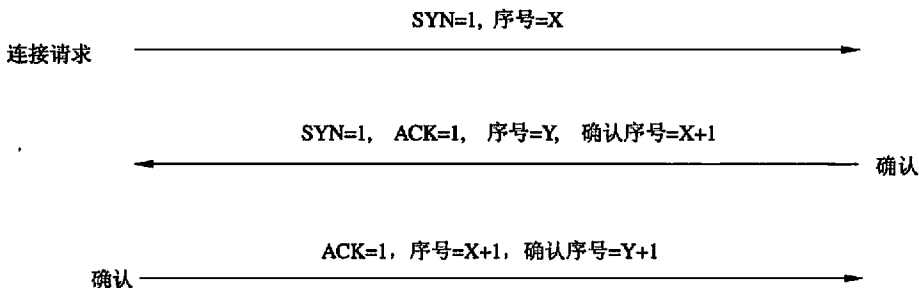 SYN=1, 序号=X
连接请求
SYN=1, ACK=1, 序号=Y, 确认序号=X+1
确认
ACK=1, 序号=X+1, 确认序号=Y+1
确认